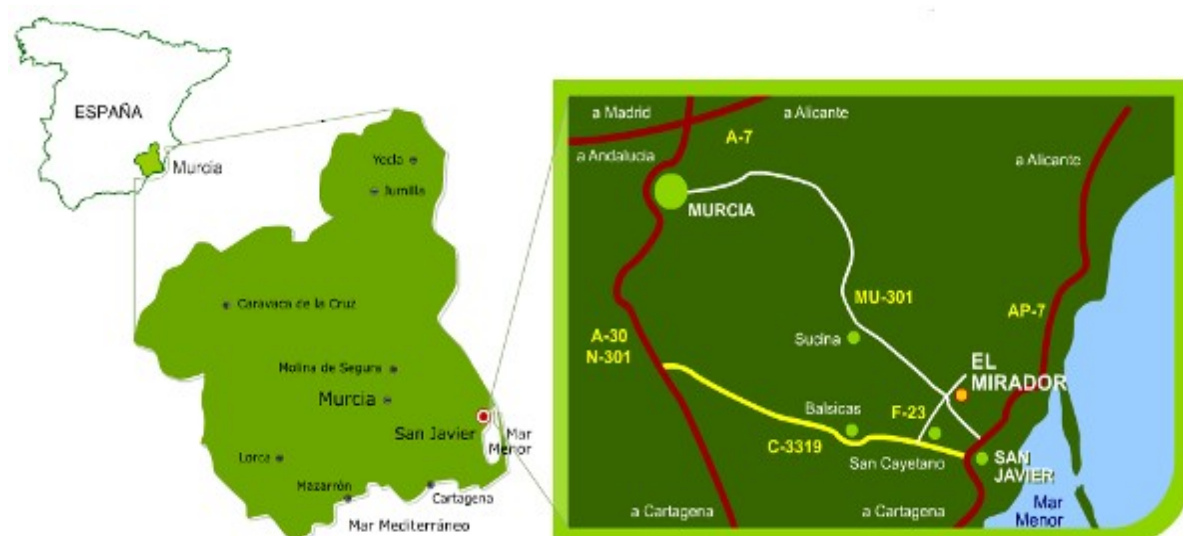 ESPAÑA
Murcia
Yecla
Jumilla
Caravaca de la Cruz
Molina de Segura
Murcia
San Javier
Mar
Menor
Lorca
Mazarrón
Cartagena
Mar Mediterráneo
a Madrid
a Alicante
A-7
a Andalucia
a Alicante
MURCIA
MU-301
AP-7
A-30
N-301
Sucina
EL
MIRADOR
Balsicas
F-23
C-3319
San Cayetano
SAN
JAVIER
a Cartagena
a Cartagena
Mar
Menor